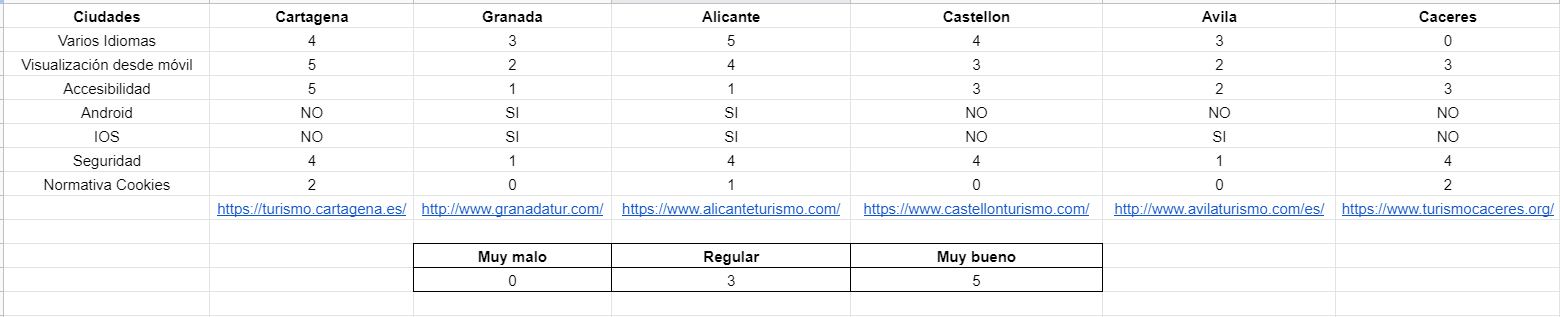 Ciudades Cartagena Granada Alicante Castellon Avila Caceres
Varios Idiomas 4 3 5 4 3 0
Visualización desde móvil 5 2 4 3 2 3
Accesibilidad 5 1 1 3 2 3
Android NO SI SI NO NO NO
IOS NO SI SI NO SI NO
Seguridad 4 1 4 4 1 4
Normativa Cookies 2 0 1 0 0 2
https://turismo.cartagena.es/ http://www.granadatur.com/ https://www.alicanteturismo.com/ https://www.castellonturismo.com/ http://www.avilaturismo.com/es/ https://www.turismocaceres.org/
Muy malo Regular Muy bueno
0 3 5